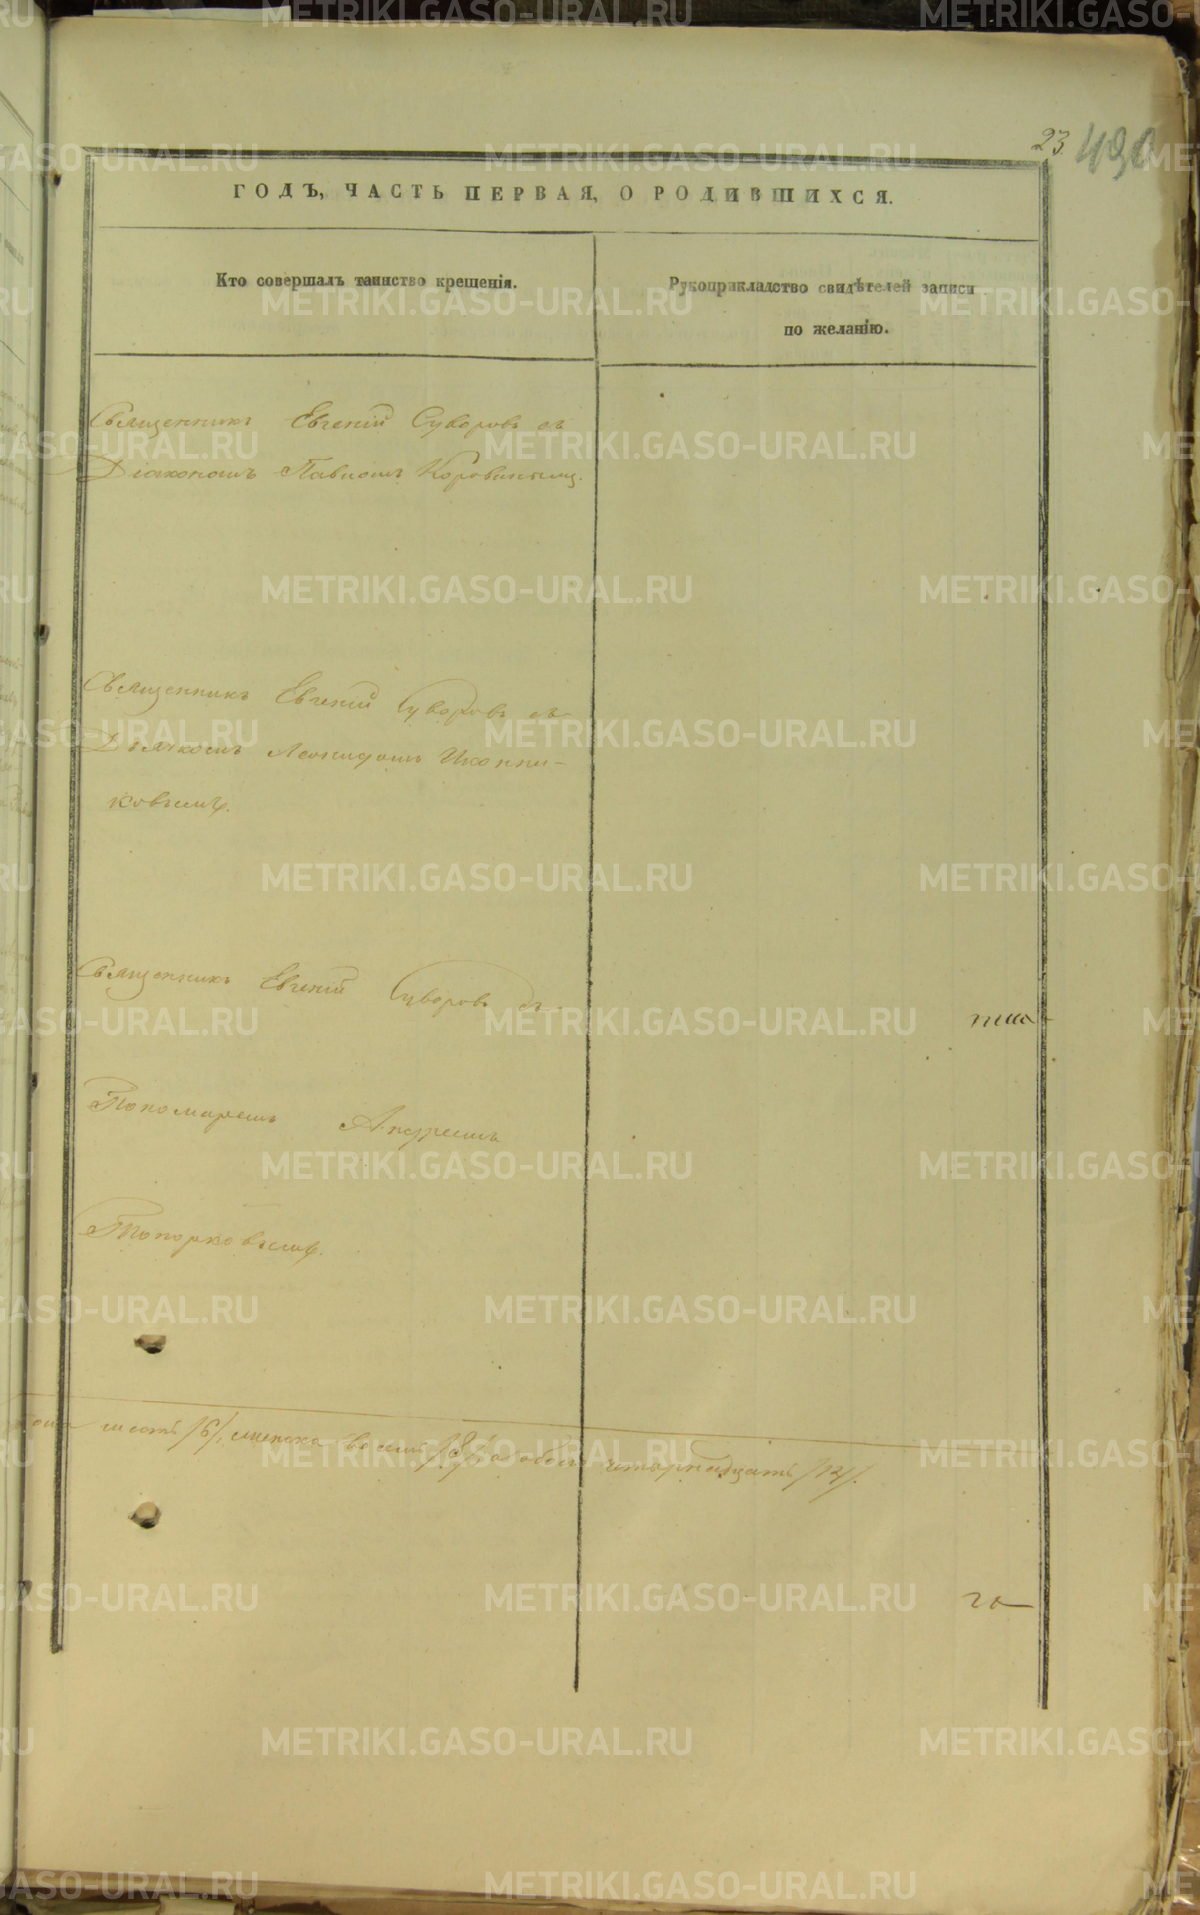 23. 490
ГОДЪ, ЧАСТЬ ПЕРВАЯ, О РОДИВШИХСЯ.
Кто совершалъ таинство крещенія.
Рукоприкладство свидѣтелей записи
по желанію.
Священникъ Евгеній Суворовъ съ
Діакономъ Павломъ Коровинымъ.
Священникъ Евгеній Суворовъ съ
Дьячкомъ Леонидомъ Иконни-
ковымъ.
Священникъ Евгеній Суворовъ съ
Пономаремъ Андреемъ
Топорковымъ.
шесть /6/, женска восемь /8/, а обоего четырнадцать /14/.
METRIKI.GASO-URAL.RU